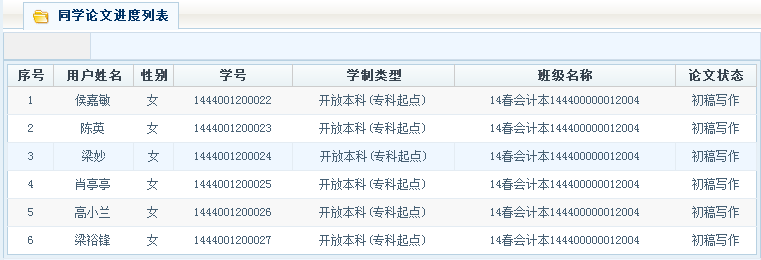 同学论文进度列表
序号 用户姓名 性别 学号 学制类型 班级名称 论文状态
1 侯嘉敏 女 1444001200022 开放本科(专科起点) 14春会计本144400000012004 初稿写作
2 陈英 女 1444001200023 开放本科(专科起点) 14春会计本144400000012004 初稿写作
3 梁妙 女 1444001200024 开放本科(专科起点) 14春会计本144400000012004 初稿写作
4 肖亭亭 女 1444001200025 开放本科(专科起点) 14春会计本144400000012004 初稿写作
5 高小兰 女 1444001200026 开放本科(专科起点) 14春会计本144400000012004 初稿写作
6 梁裕锋 女 1444001200027 开放本科(专科起点) 14春会计本144400000012004 初稿写作